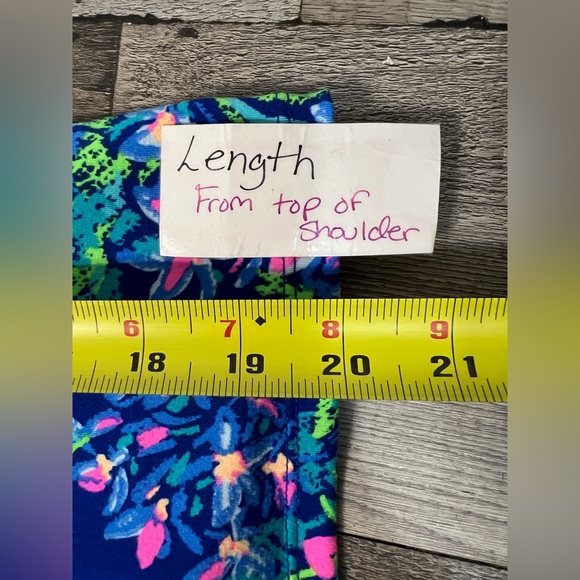 Length
From top of
Shoulder
6 7 8 9
18 19 20 21